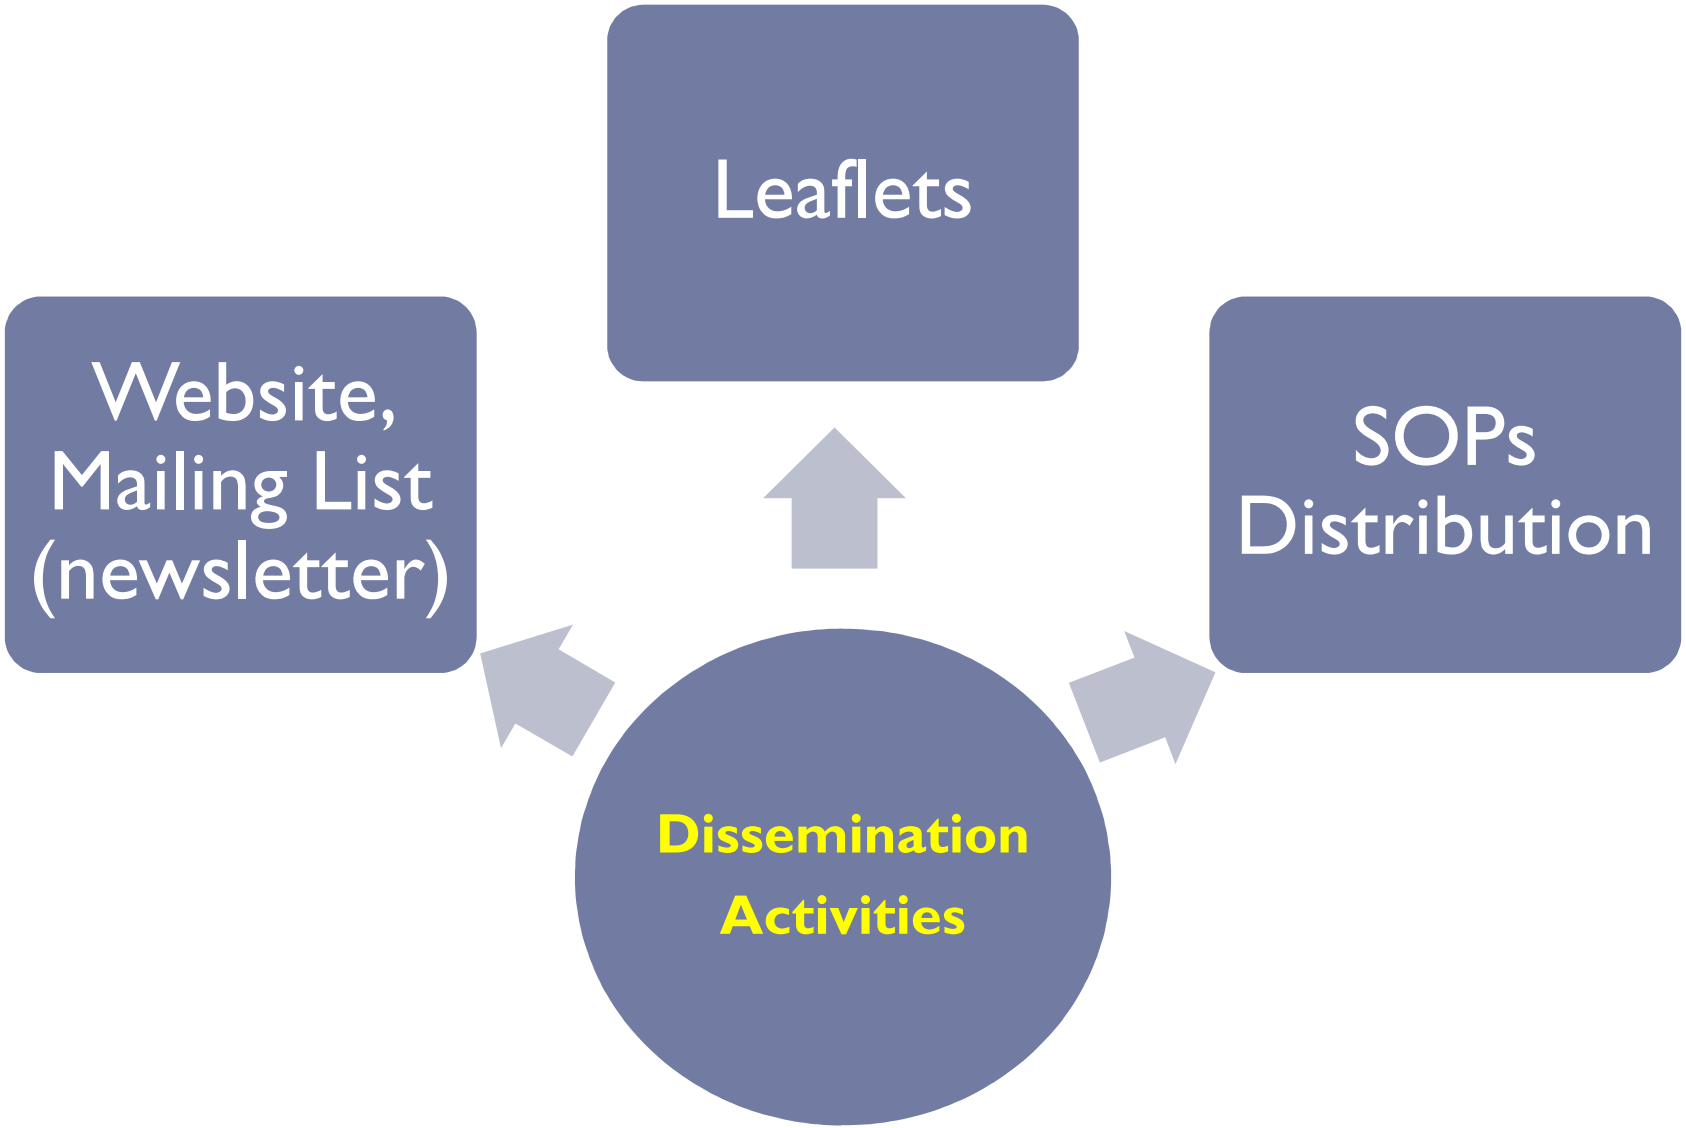 Leaflets
Website,
Mailing List
(newsletter)
SOPs
Distribution
Dissemination
Activities